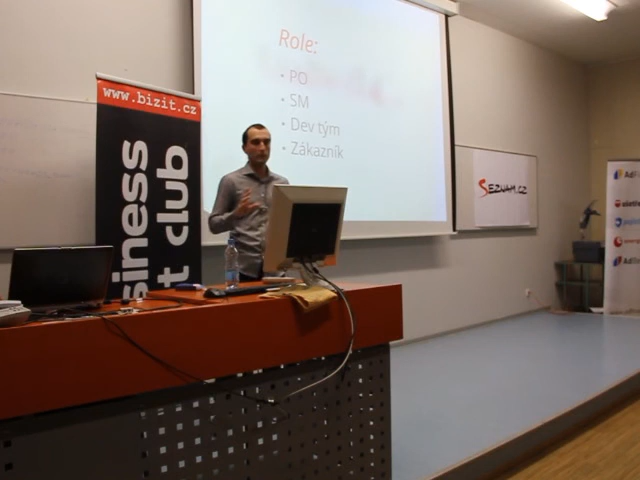 Role:
• PO
• SM
• Dev tým
• Zákazník
www.bizit.cz
siness
t club
SEZNAM.CZ